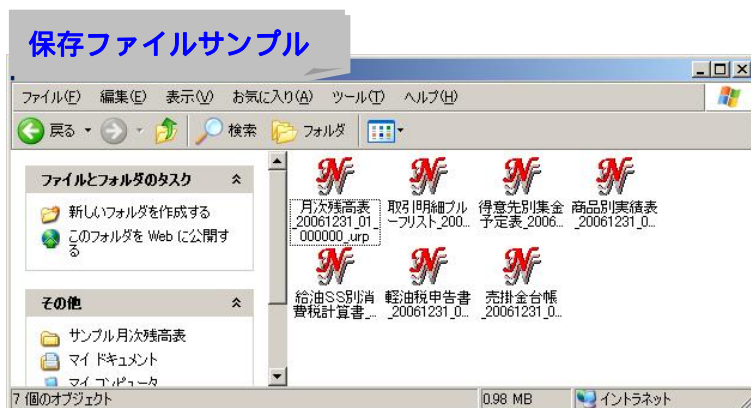 保存ファイルサンプル
ファイル(F) 編集(E) 表示(V) お気に入り(A) ツール(T) ヘルプ(H)
戻る 検索 フォルダ
ファイルとフォルダのタスク
新しいフォルダを作成する
このフォルダを Web に公開す
る
その他
サンプル月次残高表
マイ ドキュメント
マイ コンピュータ
月次残高表
_20061231_01_
000000_urp
取引明細プル
ーフリスト_200...
得意先別集金
予定表_2006...
商品別実績表
_20061231_0...
給油SS別消
費税計算書_...
軽油税申告書
_20061231_0...
売掛金台帳
_20061231_0...
7 個のオブジェクト 0.98 MB イントラネット